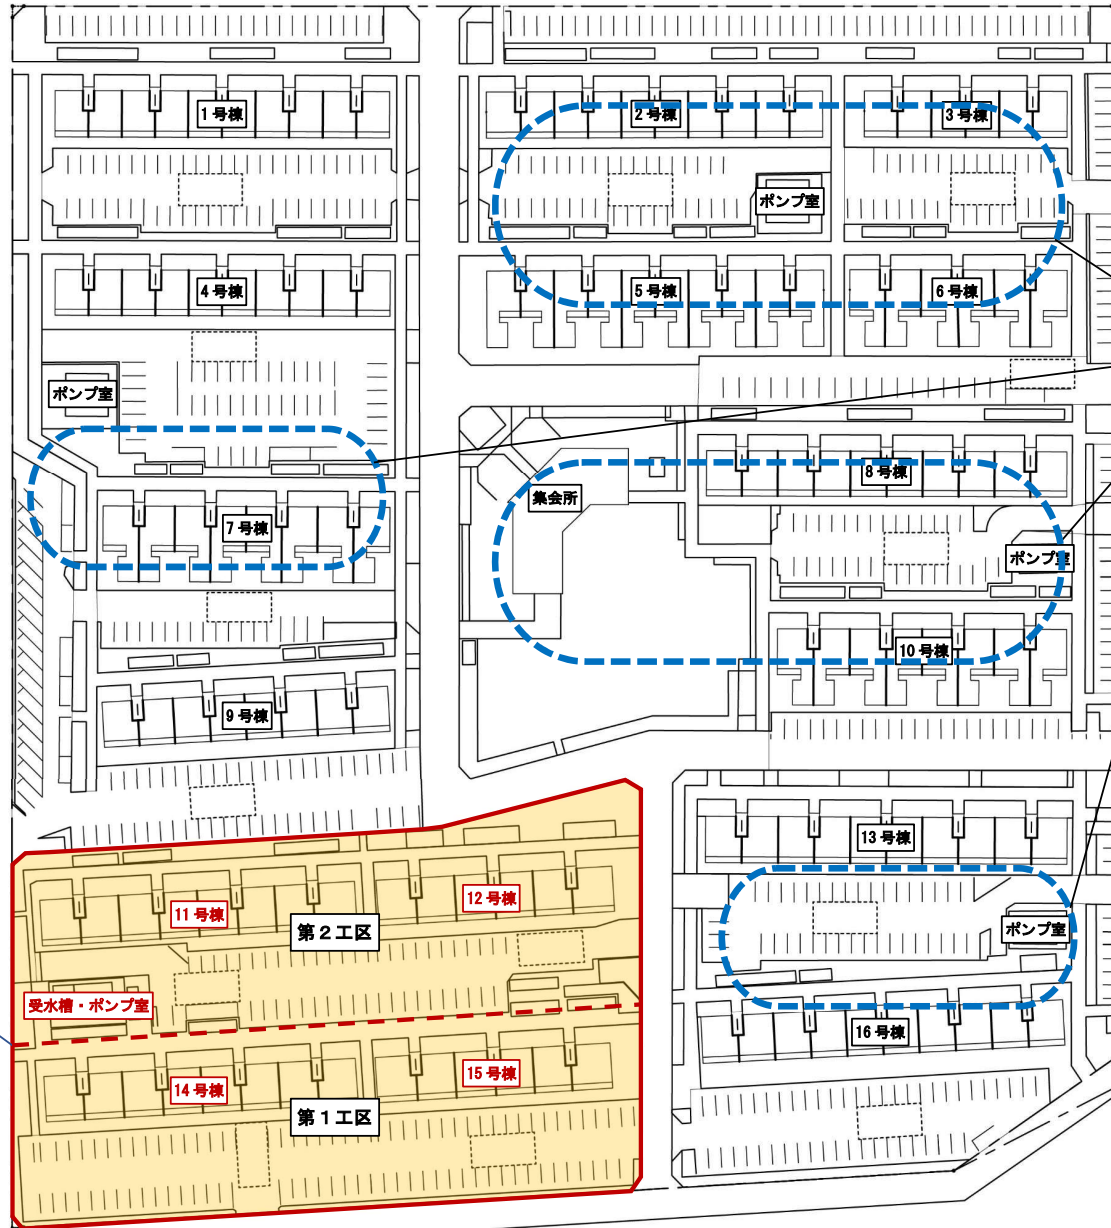 1号棟
2号棟
3号棟
ポンプ室
4号棟
5号棟
6号棟
ポンプ室
8号棟
集会所
7号棟
ポンプ室
10号棟
9号棟
13号棟
12号棟
11号棟
第2工区
ポンプ室
受水槽・ポンプ室
16号棟
15号棟
14号棟
第1工区